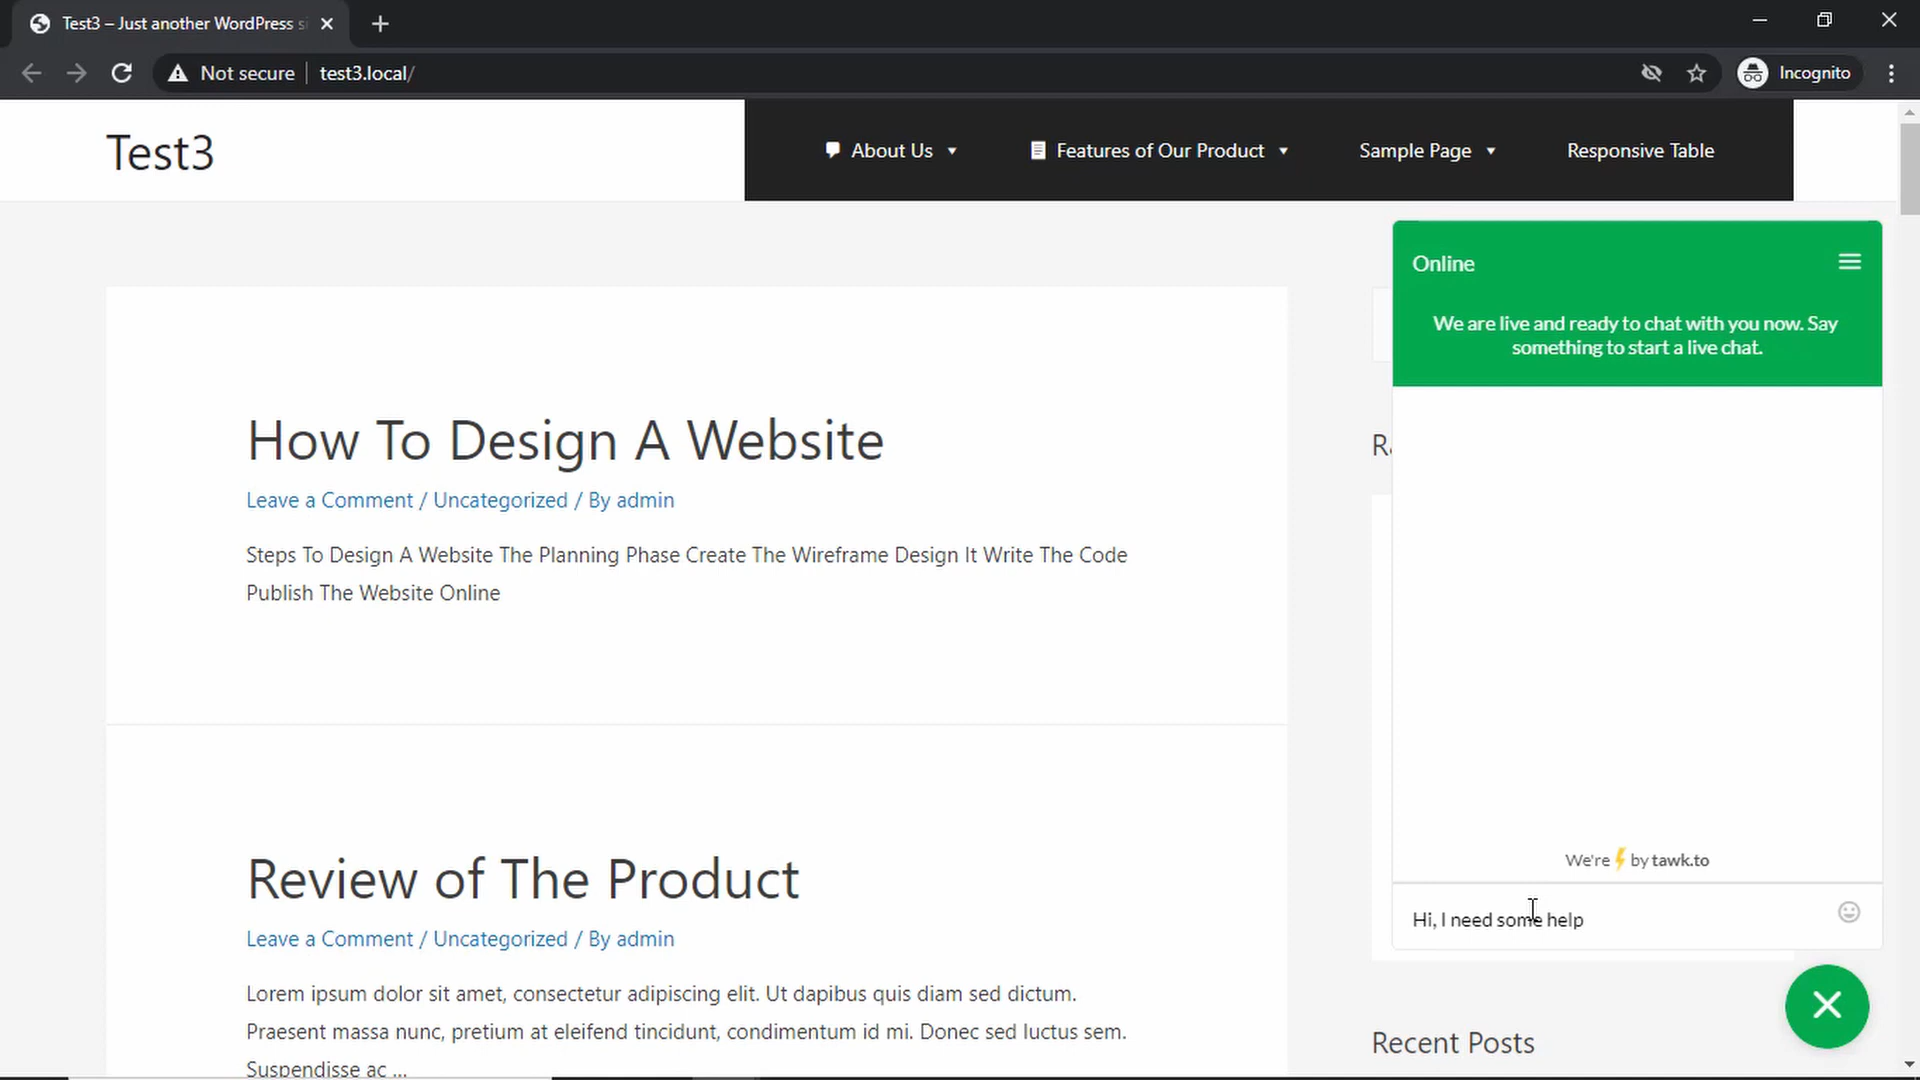 Test3 – Just another WordPress si
Not secure
test3.local/
Incognito
Test3
About Us
Features of Our Product
Sample Page
Responsive Table
Online
We are live and ready to chat with you now. Say
something to start a live chat.
How To Design A Website
Leave a Comment / Uncategorized / By admin
Steps To Design A Website The Planning Phase Create The Wireframe Design It Write The Code
Publish The Website Online
Review of The Product
Leave a Comment / Uncategorized / By admin
Lorem ipsum dolor sit amet, consectetur adipiscing elit. Ut dapibus quis diam sed dictum.
Praesent massa nunc, pretium at eleifend tincidunt, condimentum id mi. Donec sed luctus sem.
Suspendisse ac ...
We're ⚡ by tawk.to
Hi, I need some help
Recent Posts